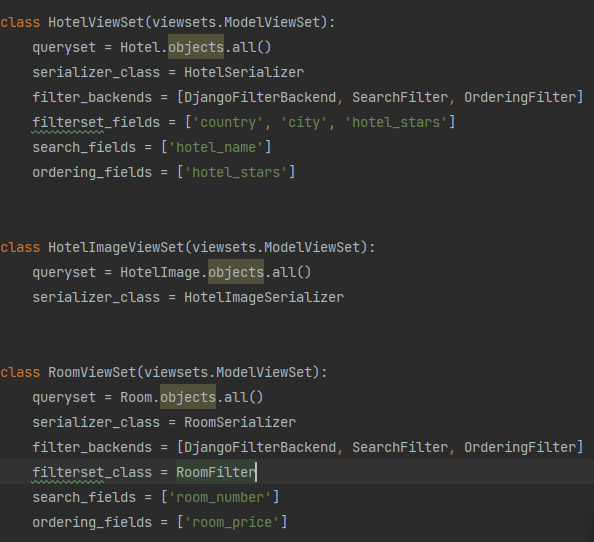 class HotelViewSet(viewsets.ModelViewSet):
    queryset = Hotel.objects.all()
    serializer_class = HotelSerializer
    filter_backends = [DjangoFilterBackend, SearchFilter, OrderingFilter]
    filterset_fields = ['country', 'city', 'hotel_stars']
    search_fields = ['hotel_name']
    ordering_fields = ['hotel_stars']
class HotelImageViewSet(viewsets.ModelViewSet):
    queryset = HotelImage.objects.all()
    serializer_class = HotelImageSerializer
class RoomViewSet(viewsets.ModelViewSet):
    queryset = Room.objects.all()
    serializer_class = RoomSerializer
    filter_backends = [DjangoFilterBackend, SearchFilter, OrderingFilter]
    filterset_class = RoomFilter
    search_fields = ['room_number']
    ordering_fields = ['room_price']